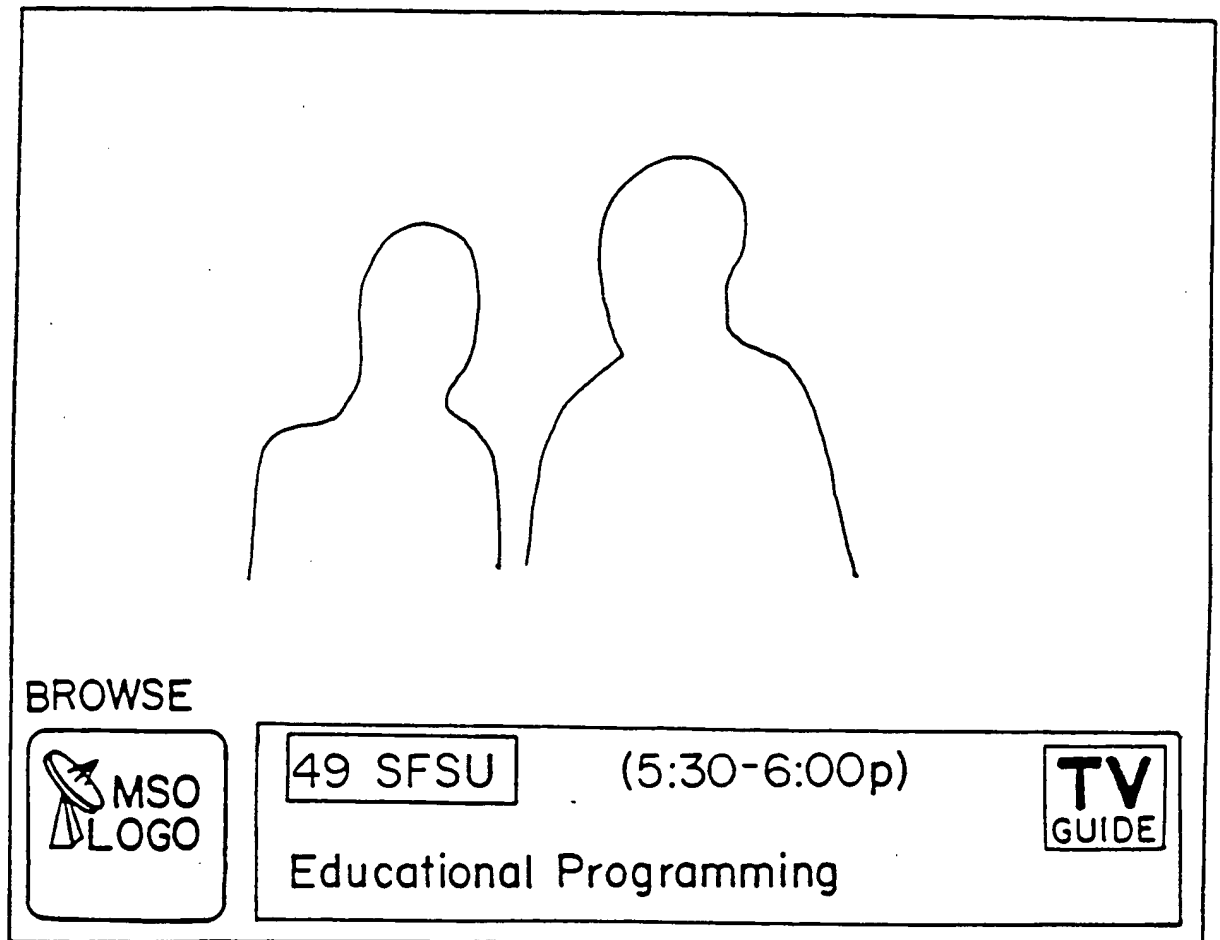 BROWSE
MSO
LOGO
49 SFSU (5:30-6:00p)
Educational Programming
TV
GUIDE